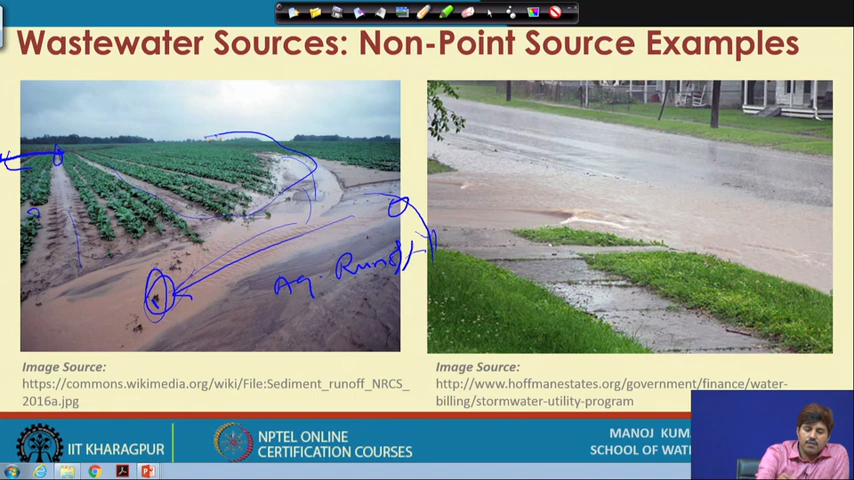 Wastewater Sources: Non-Point Source Examples
Ag. Runoff
Image Source:
https://commons.wikimedia.org/wiki/File:Sediment_runoff_NRCS_
2016a.jpg
Image Source:
http://www.hoffmanestates.org/government/finance/water-
billing/stormwater-utility-program
IIT KHARAGPUR
NPTEL ONLINE
CERTIFICATION COURSES
MANOJ KUM
SCHOOL OF WAT